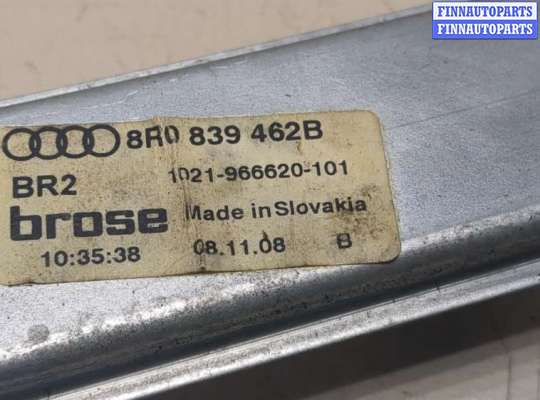 FINNAUTOPARTS
FINNAUTOPARTS
8R0 839 462B
BR2 1021-966620-101
brose Made in Slovakia
10:35:38 08.11.08 B